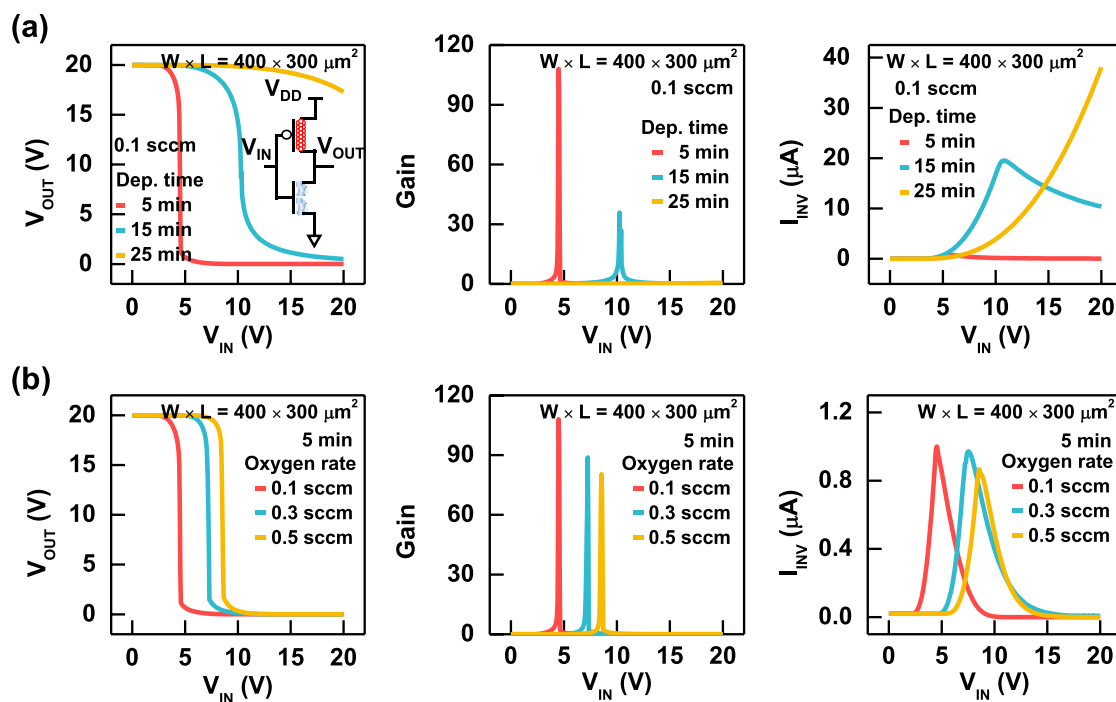 (a)
W × L = 400 × 300 μm²
V_DD
V_IN
V_OUT
0.1 sccm
Dep. time
5 min
15 min
25 min
V_OUT (V)
20
15
10
5
0
0 5 10 15 20
V_IN (V)
W × L = 400 × 300 μm²
0.1 sccm
Dep. time
5 min
15 min
25 min
Gain
120
90
60
30
0
0 5 10 15 20
V_IN (V)
W × L = 400 × 300 μm²
0.1 sccm
Dep. time
5 min
15 min
25 min
I_INV (μA)
40
20
0
0 5 10 15 20
V_IN (V)
(b)
W × L = 400 × 300 μm²
5 min
Oxygen rate
0.1 sccm
0.3 sccm
0.5 sccm
V_OUT (V)
20
15
10
5
0
0 5 10 15 20
V_IN (V)
W × L = 400 × 300 μm²
5 min
Oxygen rate
0.1 sccm
0.3 sccm
0.5 sccm
Gain
120
90
60
30
0
0 5 10 15 20
V_IN (V)
W × L = 400 × 300 μm²
5 min
Oxygen rate
0.1 sccm
0.3 sccm
0.5 sccm
I_INV (μA)
1.2
0.8
0.4
0.0
0 5 10 15 20
V_IN (V)